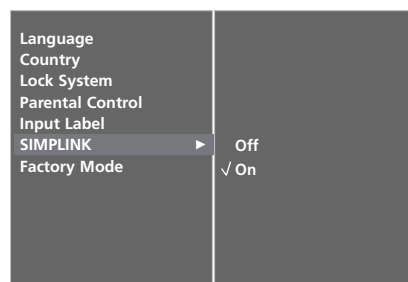 Language
Country
Lock System
Parental Control
Input Label
SIMPLINK ►
Factory Mode
Off
√ On